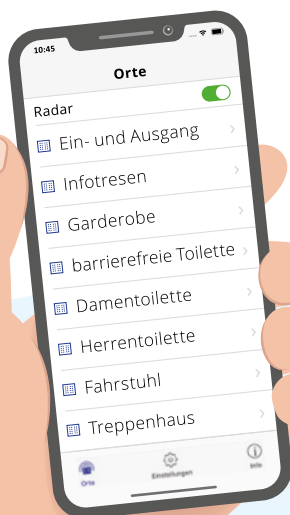 10:45
Orte
Radar
Ein- und Ausgang
Infotresen
Garderobe
barrierefreie Toilette
Damentoilette
Herrentoilette
Fahrstuhl
Treppenhaus
Orte
Einstellungen
Info